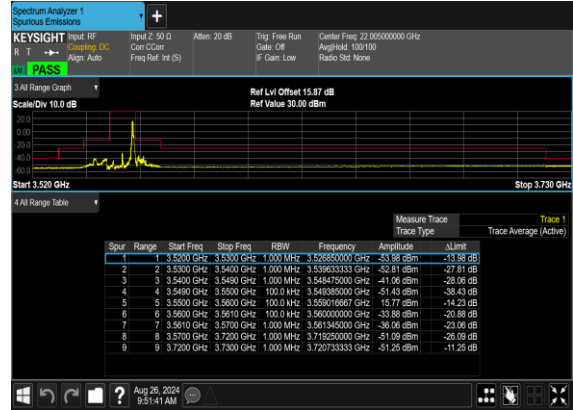 Spectrum Analyzer 1
Spurious Emissions
KEYSIGHT Input: RF Input Z: 50 Ω Atten: 20 dB Trig: Free Run Center Freq: 22.005000000 GHz
R T Coupling: DC Corr CCorr Gate: Off Avg|Hold: 100/100
Align: Auto Freq Ref: Int (S) IF Gain: Low Radio Std: None
PASS
3 All Range Graph
Ref Lvl Offset 15.87 dB
Scale/Div 10.0 dB Ref Value 30.00 dBm
20.0
0.00
-20.0
-40.0
-60.0
Start 3.520 GHz Stop 3.730 GHz
4 All Range Table
Measure Trace Trace 1
Trace Type Trace Average (Active)
Spur Range Start Freq Stop Freq RBW Frequency Amplitude ΔLimit
1 1 3.5200 GHz 3.5300 GHz 1.000 MHz 3.526850000 GHz -53.98 dBm -13.98 dB
2 2 3.5300 GHz 3.5400 GHz 1.000 MHz 3.539633333 GHz -52.81 dBm -27.81 dB
3 3 3.5400 GHz 3.5490 GHz 1.000 MHz 3.548475000 GHz -41.06 dBm -28.06 dB
4 4 3.5490 GHz 3.5500 GHz 100.0 kHz 3.549385000 GHz -51.43 dBm -38.43 dB
5 5 3.5500 GHz 3.5600 GHz 100.0 kHz 3.559016667 GHz 15.77 dBm -14.23 dB
6 6 3.5600 GHz 3.5610 GHz 100.0 kHz 3.560000000 GHz -33.88 dBm -20.88 dB
7 7 3.5610 GHz 3.5700 GHz 1.000 MHz 3.561345000 GHz -36.06 dBm -23.06 dB
8 8 3.5700 GHz 3.7200 GHz 1.000 MHz 3.719250000 GHz -51.09 dBm -26.09 dB
9 9 3.7200 GHz 3.7300 GHz 1.000 MHz 3.720733333 GHz -51.25 dBm -11.25 dB
? Aug 26, 2024
9:51:41 AM